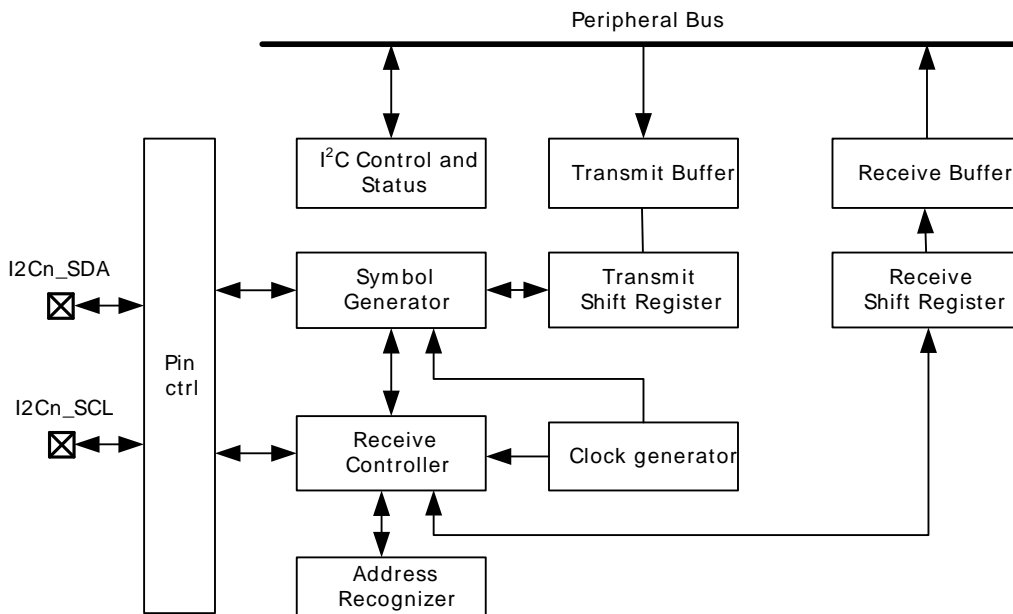 Peripheral Bus
I²C Control and
Status
Transmit Buffer
Receive Buffer
I2Cn_SDA
Symbol
Generator
Transmit
Shift Register
Receive
Shift Register
Pin
ctrl
I2Cn_SCL
Receive
Controller
Clock generator
Address
Recognizer